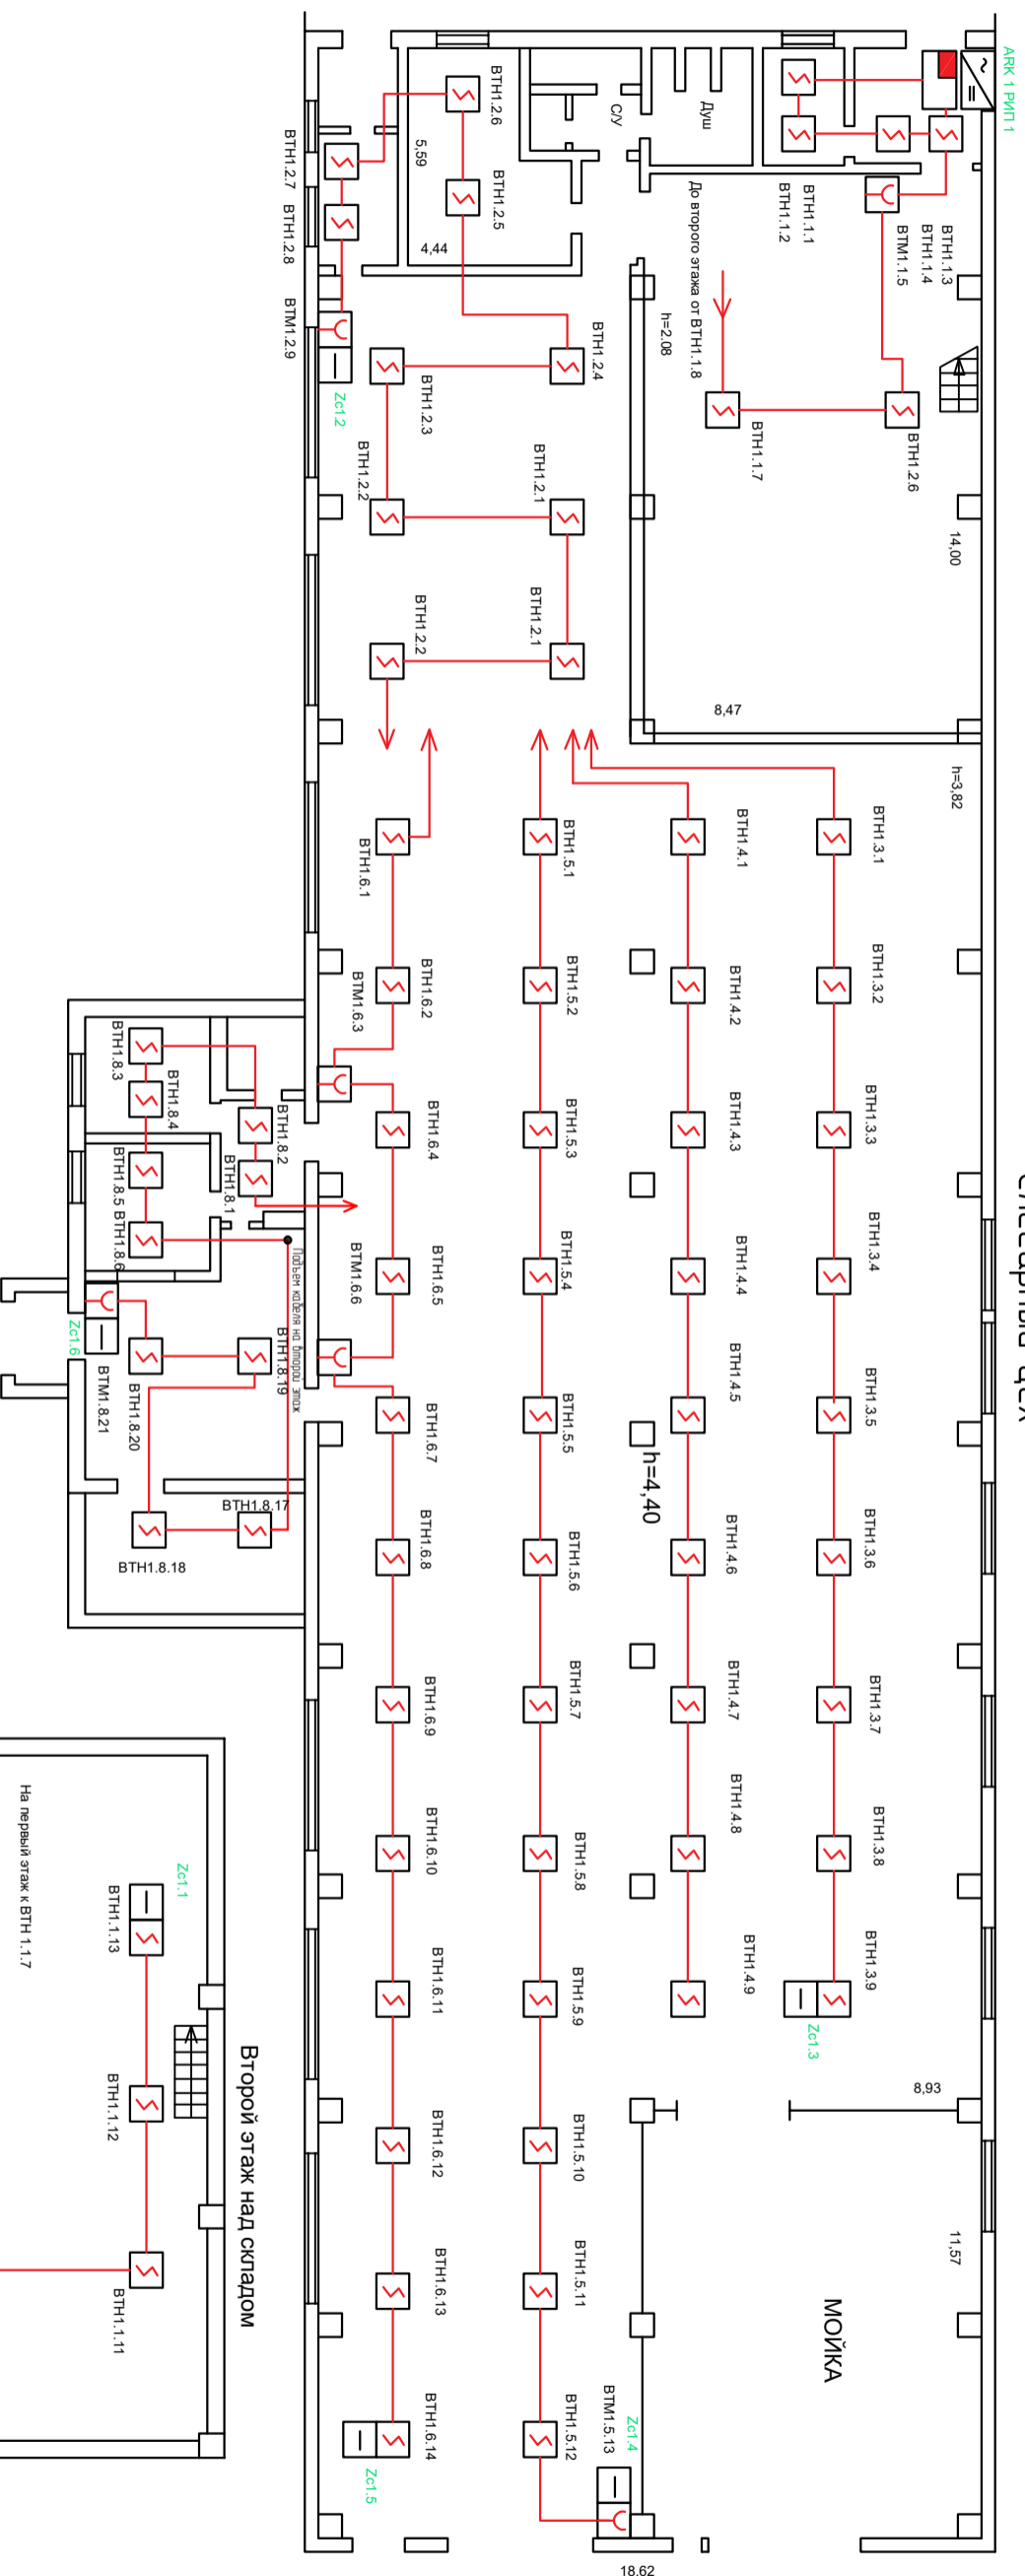 ARK 1 РИП 1
ВТН1.2.6
5,59
ВТН1.2.5
4,44
ВТН1.2.7
ВТН1.2.8
ВТМ1.2.9
Zc1.2
С/У
Душ
До второго этажа от ВТН1.1.8
ВТН1.1.1
ВТН1.1.2
ВТН1.1.3
ВТН1.1.4
ВТМ1.1.5
h=2.08
ВТН1.2.4
ВТН1.2.3
ВТН1.2.2
ВТН1.2.1
ВТН1.1.7
ВТН1.2.6
14,00
ВТН1.2.1
ВТН1.2.2
8,47
h=3,82
ВТН1.3.1
ВТН1.3.2
ВТН1.3.3
ВТН1.3.4
ВТН1.3.5
ВТН1.3.6
ВТН1.3.7
ВТН1.3.8
ВТН1.3.9
Zc1.3
ВТН1.4.1
ВТН1.4.2
ВТН1.4.3
ВТН1.4.4
ВТН1.4.5
ВТН1.4.6
ВТН1.4.7
ВТН1.4.8
ВТН1.4.9
h=4,40
ВТН1.5.1
ВТН1.5.2
ВТН1.5.3
ВТН1.5.4
ВТН1.5.5
ВТН1.5.6
ВТН1.5.7
ВТН1.5.8
ВТН1.5.9
ВТН1.5.10
ВТН1.5.11
ВТН1.5.12
ВТМ1.5.13
Zc1.4
ВТН1.6.1
ВТН1.6.2
ВТМ1.6.3
ВТН1.6.4
ВТН1.6.5
ВТМ1.6.6
ВТН1.6.7
ВТН1.6.8
ВТН1.6.9
ВТН1.6.10
ВТН1.6.11
ВТН1.6.12
ВТН1.6.13
ВТН1.6.14
Zc1.5
8,93
11,57
МОЙКА
18,62
ВТН1.8.3
ВТН1.8.4
ВТН1.8.2
ВТН1.8.1
ВТН1.8.5
ВТН1.8.6
Подъем кабеля на второй этаж
ВТН1.8.19
Zc1.6
ВТМ1.8.21
ВТН1.8.20
ВТН1.8.17
ВТН1.8.18
Второй этаж над складом
На первый этаж к ВТН 1.1.7
Zc1.1
ВТН1.1.13
ВТН1.1.12
ВТН1.1.11